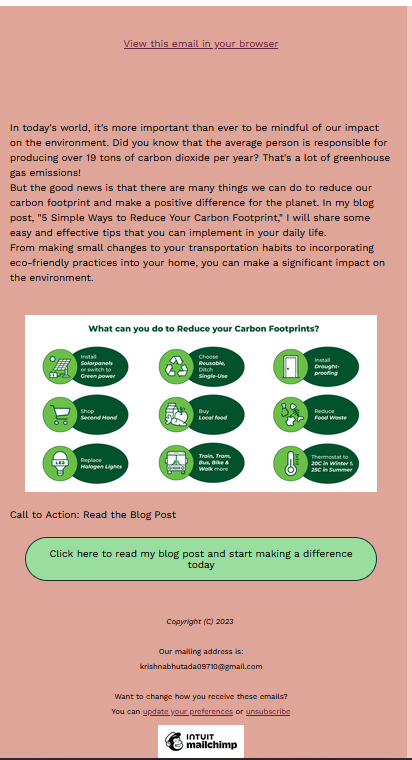 View this email in your browser
In today's world, it's more important than ever to be mindful of our impact
on the environment. Did you know that the average person is responsible for
producing over 19 tons of carbon dioxide per year? That's a lot of greenhouse
gas emissions!
But the good news is that there are many things we can do to reduce our
carbon footprint and make a positive difference for the planet. In my blog
post, "5 Simple Ways to Reduce Your Carbon Footprint," I will share some
easy and effective tips that you can implement in your daily life.
From making small changes to your transportation habits to incorporating
eco-friendly practices into your home, you can make a significant impact on
the environment.
What can you do to Reduce your Carbon Footprints?
Install
Solarpanels
or switch to
Green power
Choose
Reusable,
Ditch
Single-Use
Install
Draught-
proofing
Shop
Second Hand
Buy
Local food
Reduce
Food Waste
LED
Replace
Halogen Lights
Train, Tram,
Bus, Bike &
Walk more
Thermostat to
20C in Winter &
25C in Summer
Call to Action: Read the Blog Post
Click here to read my blog post and start making a difference
today
Copyright (C) 2023
Our mailing address is:
krishnabhutada09710@gmail.com
Want to change how you receive these emails?
You can update your preferences or unsubscribe
INTUIT
mailchimp